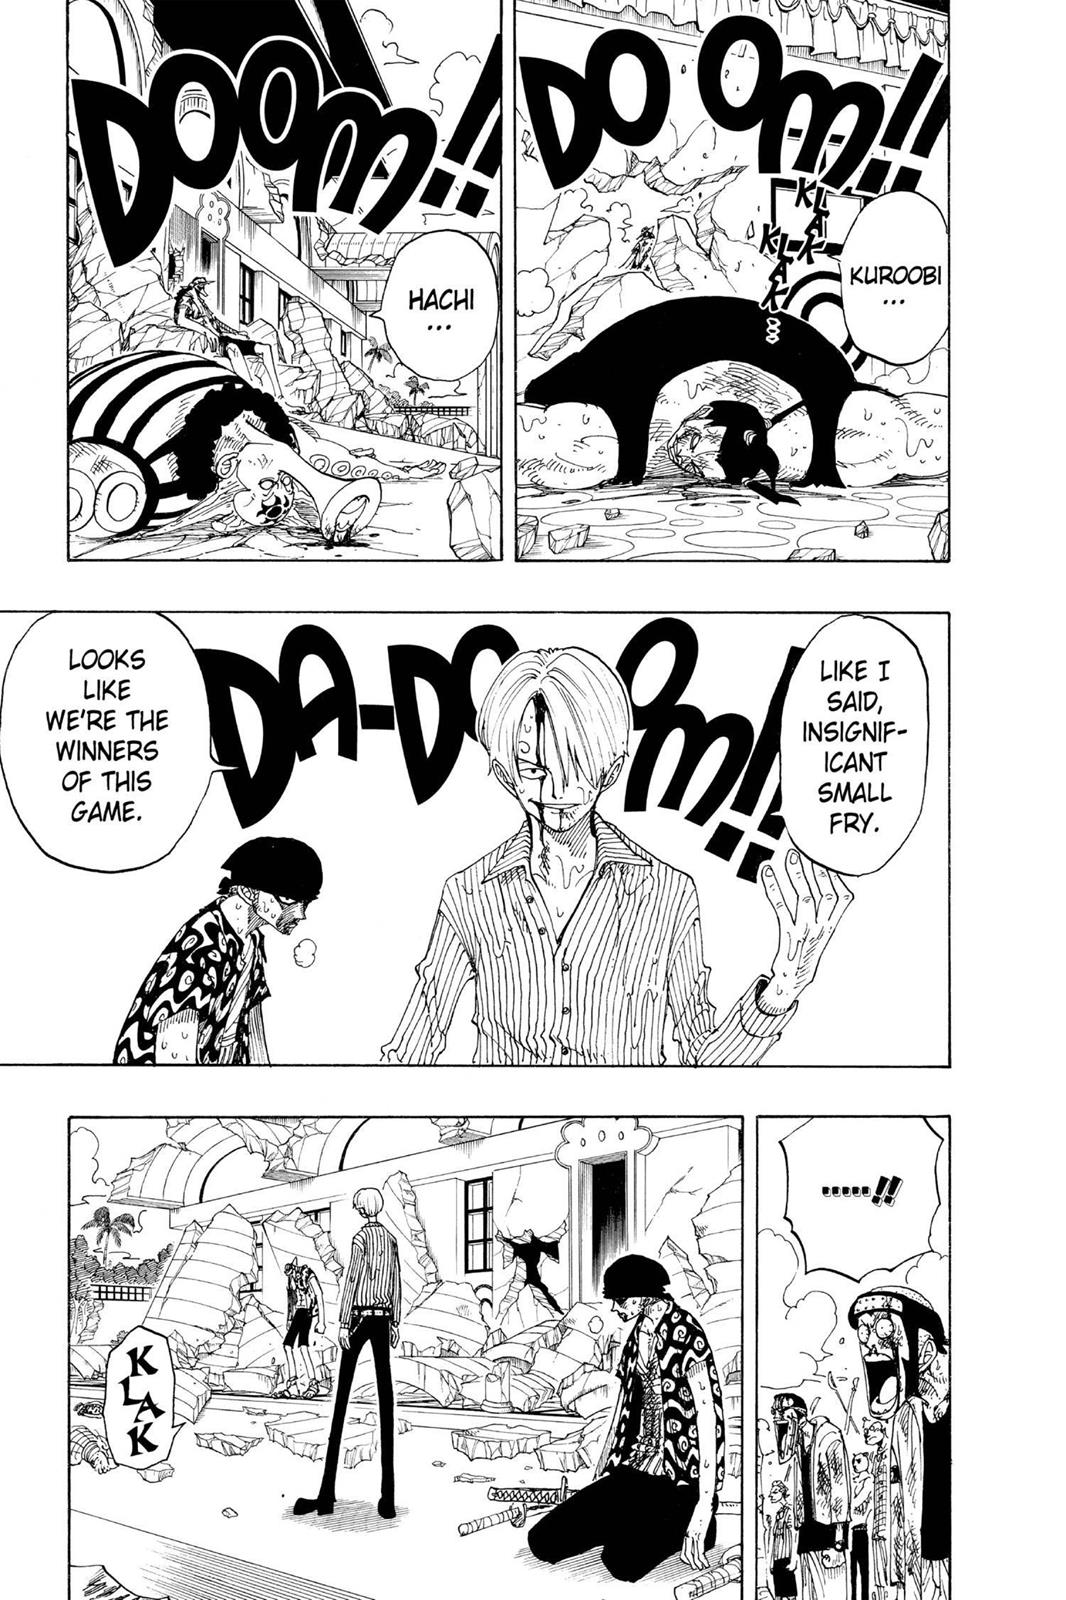 DO OM!!
KLAK
KLAK
KUROOBI
...
DOOM!!
HACHI
...
LIKE I
SAID,
INSIGNIF-
ICANT
SMALL
FRY.
DA-DOOM!!
LOOKS
LIKE
WE'RE THE
WINNERS
OF THIS
GAME.
......!!
KLAK